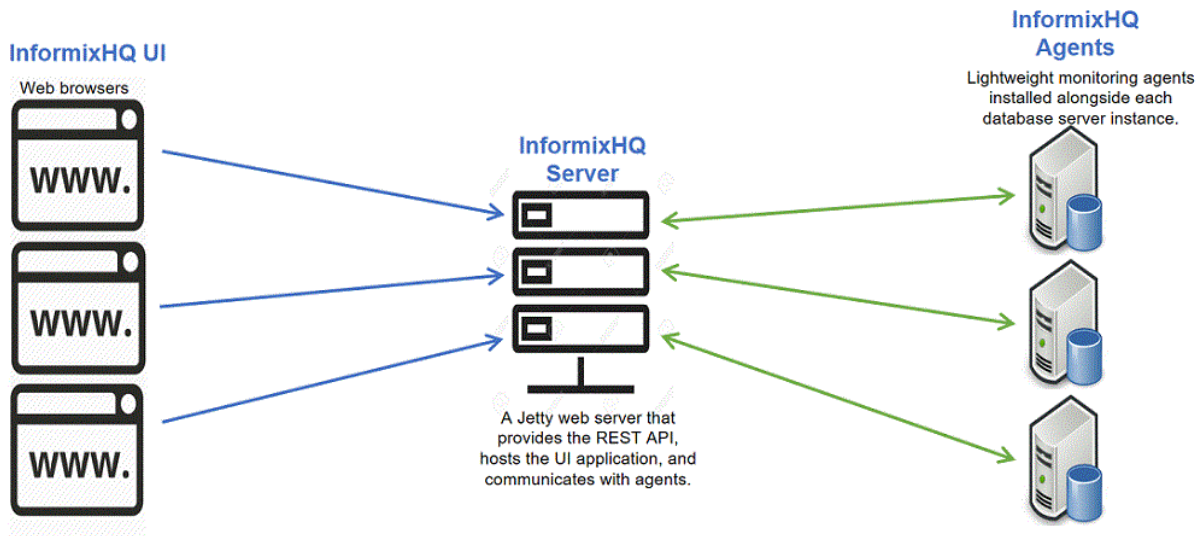 InformixHQ UI
Web browsers
www.
www.
www.
InformixHQ
Server
A Jetty web server that
provides the REST API,
hosts the UI application, and
communicates with agents.
InformixHQ
Agents
Lightweight monitoring agents
installed alongside each
database server instance.